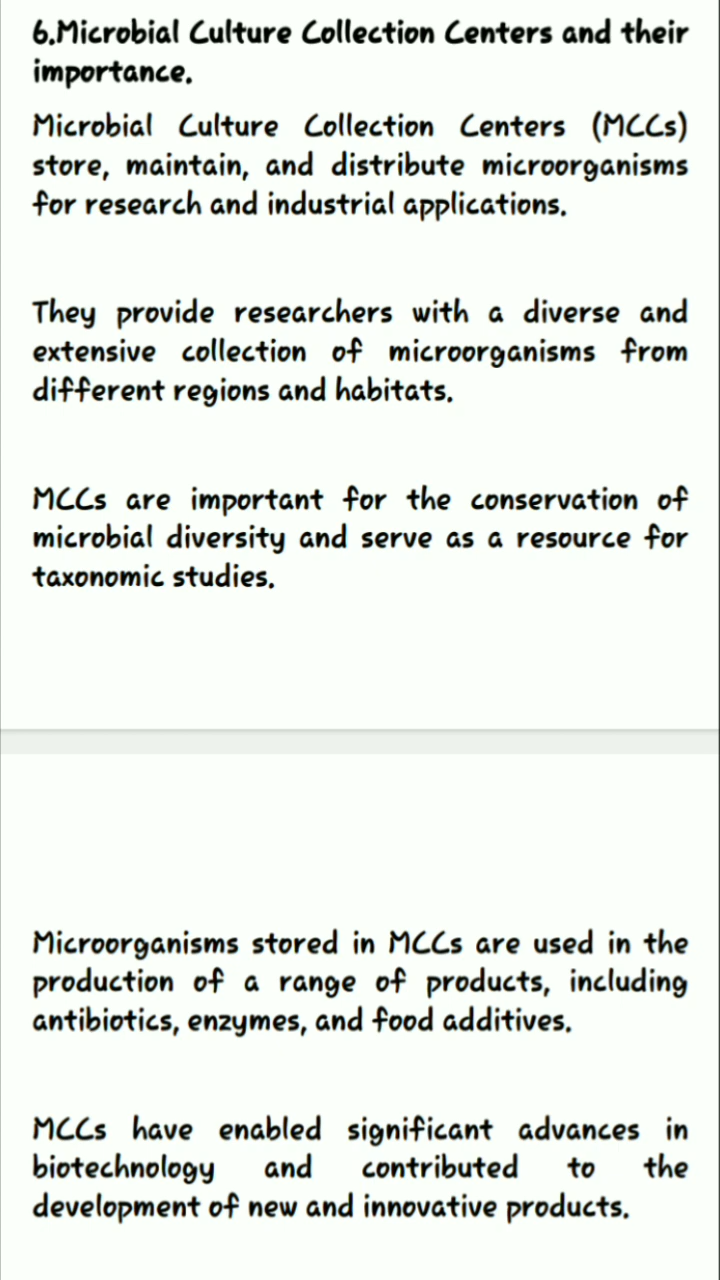 6.Microbial Culture Collection Centers and their
importance.
Microbial Culture Collection Centers (MCCs)
store, maintain, and distribute microorganisms
for research and industrial applications.
They provide researchers with a diverse and
extensive collection of microorganisms from
different regions and habitats.
MCCs are important for the conservation of
microbial diversity and serve as a resource for
taxonomic studies.
Microorganisms stored in MCCs are used in the
production of a range of products, including
antibiotics, enzymes, and food additives.
MCCs have enabled significant advances in
biotechnology and contributed to the
development of new and innovative products.